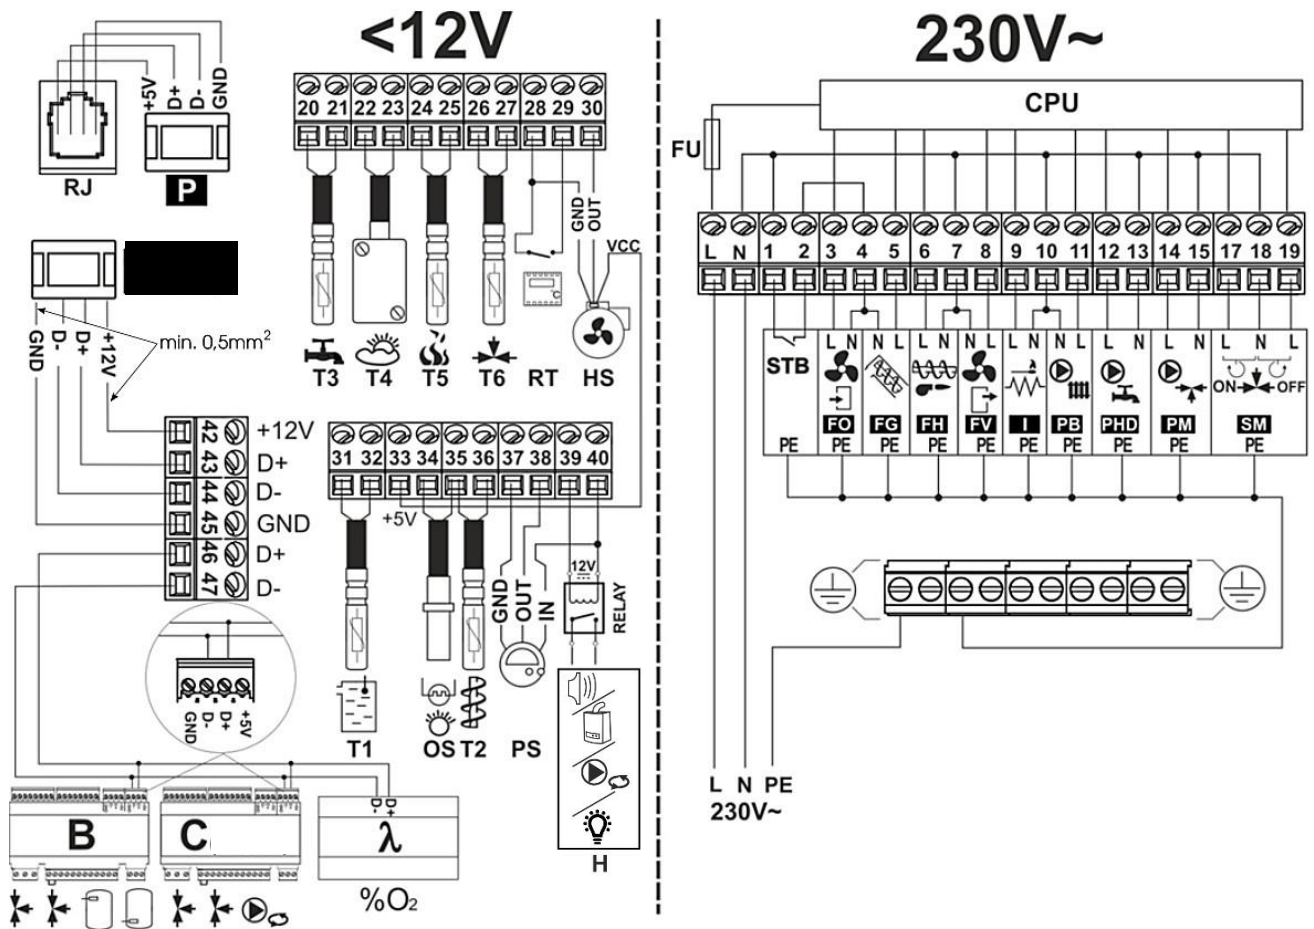 <12V
230V~
+5V
D+
D-
GND
RJ
P
20 21 22 23 24 25 26 27 28 29 30
GND
OUT
VCC
T3 T4 T5 T6 RT HS
GND
D-
D+
+12V
min. 0,5mm²
42 +12V
43 D+
44 D-
45 GND
46 D+
47 D-
31 32 33 34 35 36 37 38 39 40
+5V
GND
OUT
IN
12V
RELAY
T1 OS T2 PS
H
GND
D-
D+
+5V
B
C
D-
D+
λ
%O₂
CPU
FU
L N 1 2 3 4 5 6 7 8 9 10 11 12 13 14 15 17 18 19
STB
L N N L L N N L L N N L L N L N L N L
ON OFF
FO FG FH FV I PB PHD PM SM
PE PE PE PE PE PE PE PE PE
L N PE
230V~